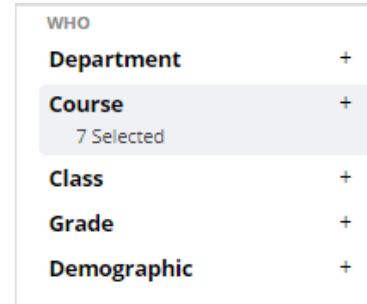 WHO
Department +
Course +
7 Selected
Class +
Grade +
Demographic +